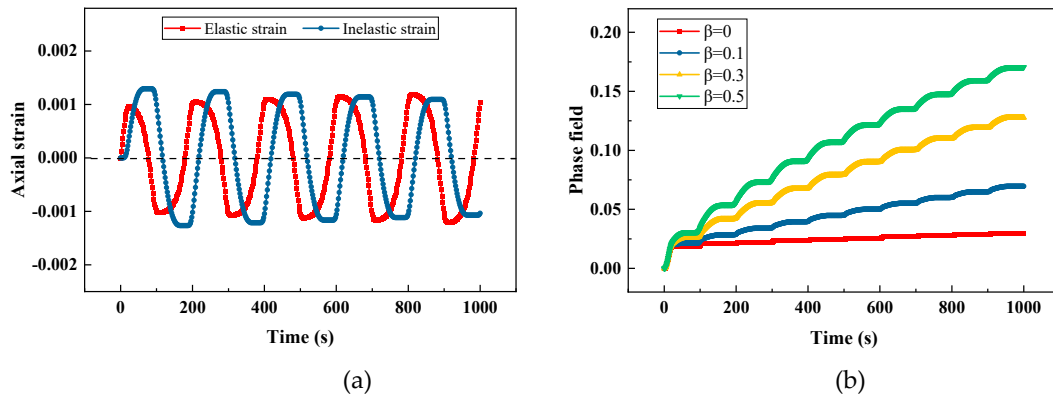 Elastic strain
Inelastic strain
0.002
0.001
0.000
-0.001
-0.002
Axial strain
0
200
400
600
800
1000
Time (s)
(a)
β=0
β=0.1
β=0.3
β=0.5
0.20
0.15
0.10
0.05
0.00
Phase field
0
200
400
600
800
1000
Time (s)
(b)